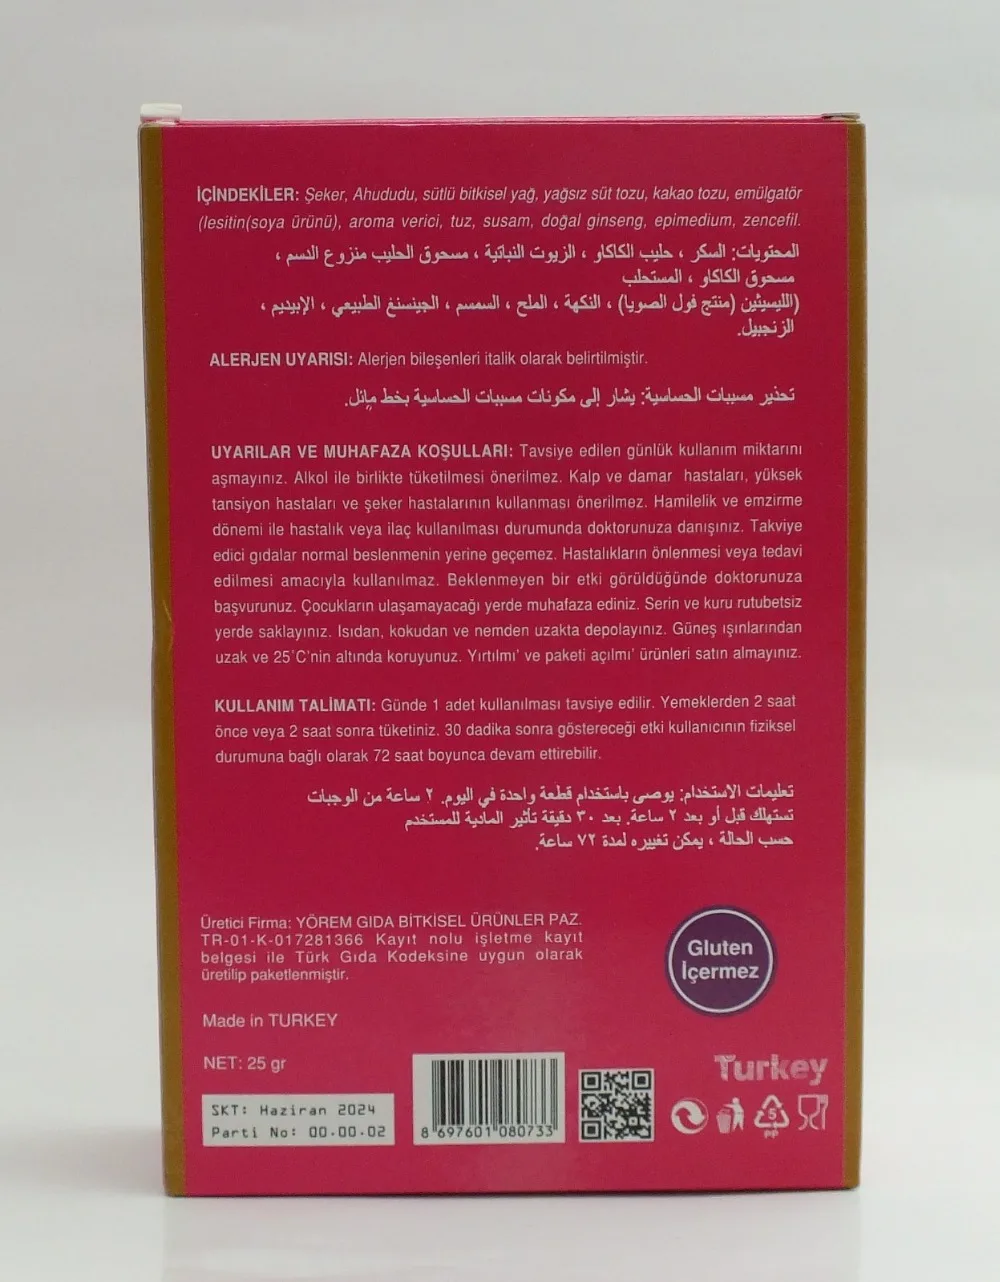 İÇİNDEKİLER: Şeker, Ahududu, sütlü bitkisel yağ, yağsız süt tozu, kakao tozu, emülgatör
(lesitin(soya ürünü), aroma verici, tuz, susam, doğal ginseng, epimedium, zencefil.
المحتويات: السكر ، حليب الكاكاو ، الزيوت النباتية ، مسحوق الحليب منزوع الدسم ،
مسحوق الكاكاو ، المستحلب
(الليسيثين (منتج فول الصويا) ، النكهة ، الملح ، السمسم ، الجينسنغ الطبيعي ، الإبيديم ،
الزنجبيل.
ALERJEN UYARISI: Alerjen bileşenleri italik olarak belirtilmiştir.
تحذير مسببات الحساسية: يشار إلى مكونات مسببات الحساسية بخط مائل.
UYARILAR VE MUHAFAZA KOŞULLARI: Tavsiye edilen günlük kullanım miktarını
aşmayınız. Alkol ile birlikte tüketilmesi önerilmez. Kalp ve damar hastaları, yüksek
tansiyon hastaları ve şeker hastalarının kullanması önerilmez. Hamilelik ve emzirme
dönemi ile hastalık veya ilaç kullanılması durumunda doktorunuza danışınız. Takviye
edici gıdalar normal beslenmenin yerine geçemez. Hastalıkların önlenmesi veya tedavi
edilmesi amacıyla kullanılmaz. Beklenmeyen bir etki görüldüğünde doktorunuza
başvurunuz. Çocukların ulaşamayacağı yerde muhafaza ediniz. Serin ve kuru rutubetsiz
yerde saklayınız. Isıdan, kokudan ve nemden uzakta depolayınız. Güneş ışınlarından
uzak ve 25°C'nin altında koruyunuz. Yırtılmı' ve paketi açılmı' ürünleri satın almayınız.
KULLANIM TALİMATI: Günde 1 adet kullanılması tavsiye edilir. Yemeklerden 2 saat
önce veya 2 saat sonra tüketiniz. 30 dadika sonra göstereceği etki kullanıcının fiziksel
durumuna bağlı olarak 72 saat boyunca devam ettirebilir.
تعليمات الاستخدام: يوصى باستخدام قطعة واحدة في اليوم. ٢ ساعة من الوجبات
تستهلك قبل أو بعد ٢ ساعة. بعد ٣٠ دقيقة تأثير المادية للمستخدم
حسب الحالة ، يمكن تغييره لمدة ٧٢ ساعة.
Üretici Firma: YÖREM GIDA BİTKİSEL ÜRÜNLER PAZ.
TR-01-K-017281366 Kayıt nolu işletme kayıt
belgesi ile Türk Gıda Kodeksine uygun olarak
üretilip paketlenmiştir.
Gluten
İçermez
Made in TURKEY
NET: 25 gr
Turkey
SKT: Haziran 2024
Parti No: 00.00.02
8 697601 080733
5
PP